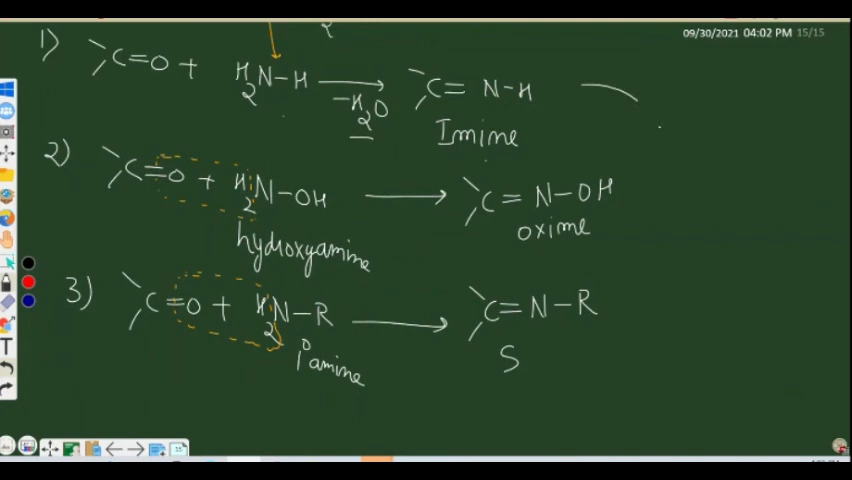 09/30/2021 04:02 PM 15/15
2
1) C=O + H2N-H → C=N-H
-H2O
Imine
2) C=O + H2N-OH → C=N-OH
hydroxyamine oxime
3) C=O + H2N-R → C=N-R
1° amine S